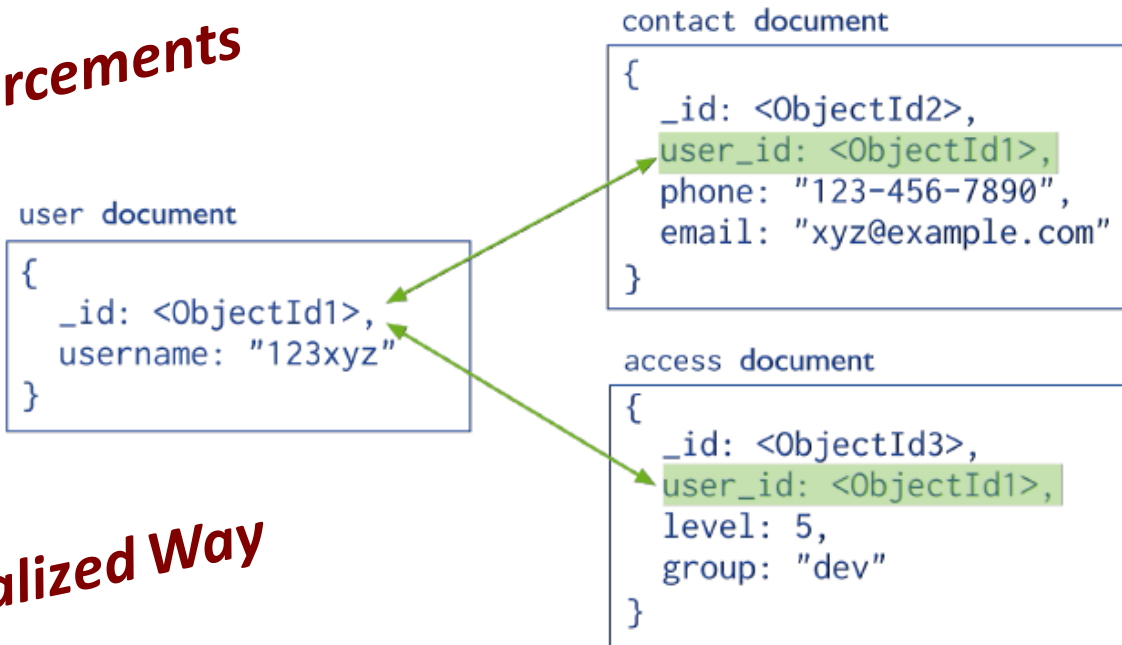 rcements
user document
{
_id: <ObjectId1>,
username: "123xyz"
}
alized Way
contact document
{
_id: <ObjectId2>,
user_id: <ObjectId1>,
phone: "123-456-7890",
email: "xyz@example.com"
}
access document
{
_id: <ObjectId3>,
user_id: <ObjectId1>,
level: 5,
group: "dev"
}